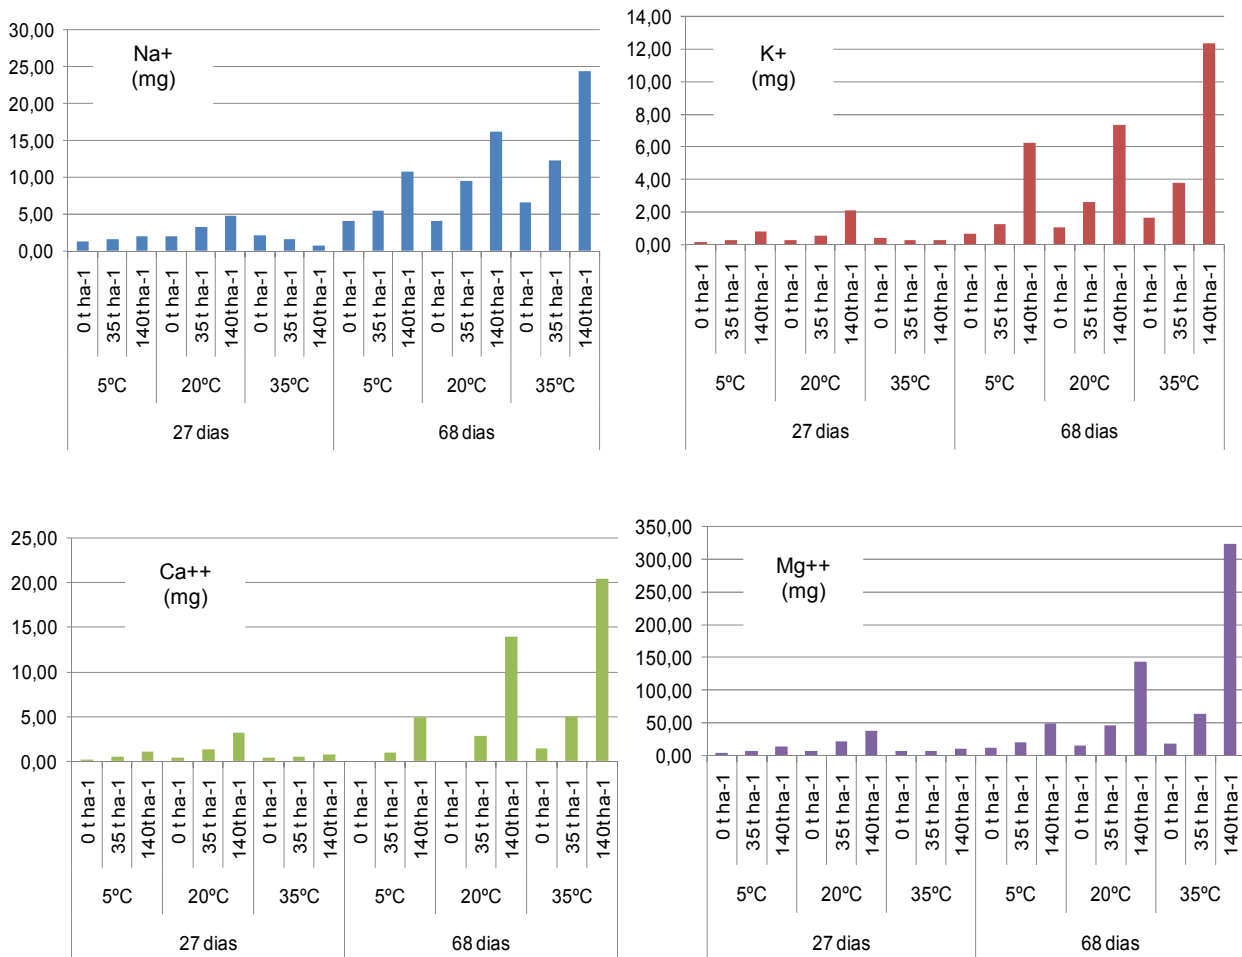 Na+
(mg)
30,00
25,00
20,00
15,00
10,00
5,00
0,00
0 t ha-1
35 t ha-1
140tha-1
0 t ha-1
35 t ha-1
140tha-1
0 t ha-1
35 t ha-1
140tha-1
0 t ha-1
35 t ha-1
140tha-1
0 t ha-1
35 t ha-1
140tha-1
0 t ha-1
35 t ha-1
140tha-1
5ºC 20ºC 35ºC 5ºC 20ºC 35ºC
27 dias 68 dias
K+
(mg)
14,00
12,00
10,00
8,00
6,00
4,00
2,00
0,00
0 t ha-1
35 t ha-1
140tha-1
0 t ha-1
35 t ha-1
140tha-1
0 t ha-1
35 t ha-1
140tha-1
0 t ha-1
35 t ha-1
140tha-1
0 t ha-1
35 t ha-1
140tha-1
0 t ha-1
35 t ha-1
140tha-1
5ºC 20ºC 35ºC 5ºC 20ºC 35ºC
27 dias 68 dias
Ca++
(mg)
25,00
20,00
15,00
10,00
5,00
0,00
0 t ha-1
35 t ha-1
140tha-1
0 t ha-1
35 t ha-1
140tha-1
0 t ha-1
35 t ha-1
140tha-1
0 t ha-1
35 t ha-1
140tha-1
0 t ha-1
35 t ha-1
140tha-1
0 t ha-1
35 t ha-1
140tha-1
5ºC 20ºC 35ºC 5ºC 20ºC 35ºC
27 dias 68 dias
Mg++
(mg)
350,00
300,00
250,00
200,00
150,00
100,00
50,00
0,00
0 t ha-1
35 t ha-1
140tha-1
0 t ha-1
35 t ha-1
140tha-1
0 t ha-1
35 t ha-1
140tha-1
0 t ha-1
35 t ha-1
140tha-1
0 t ha-1
35 t ha-1
140tha-1
0 t ha-1
35 t ha-1
140tha-1
5ºC 20ºC 35ºC 5ºC 20ºC 35ºC
27 dias 68 dias